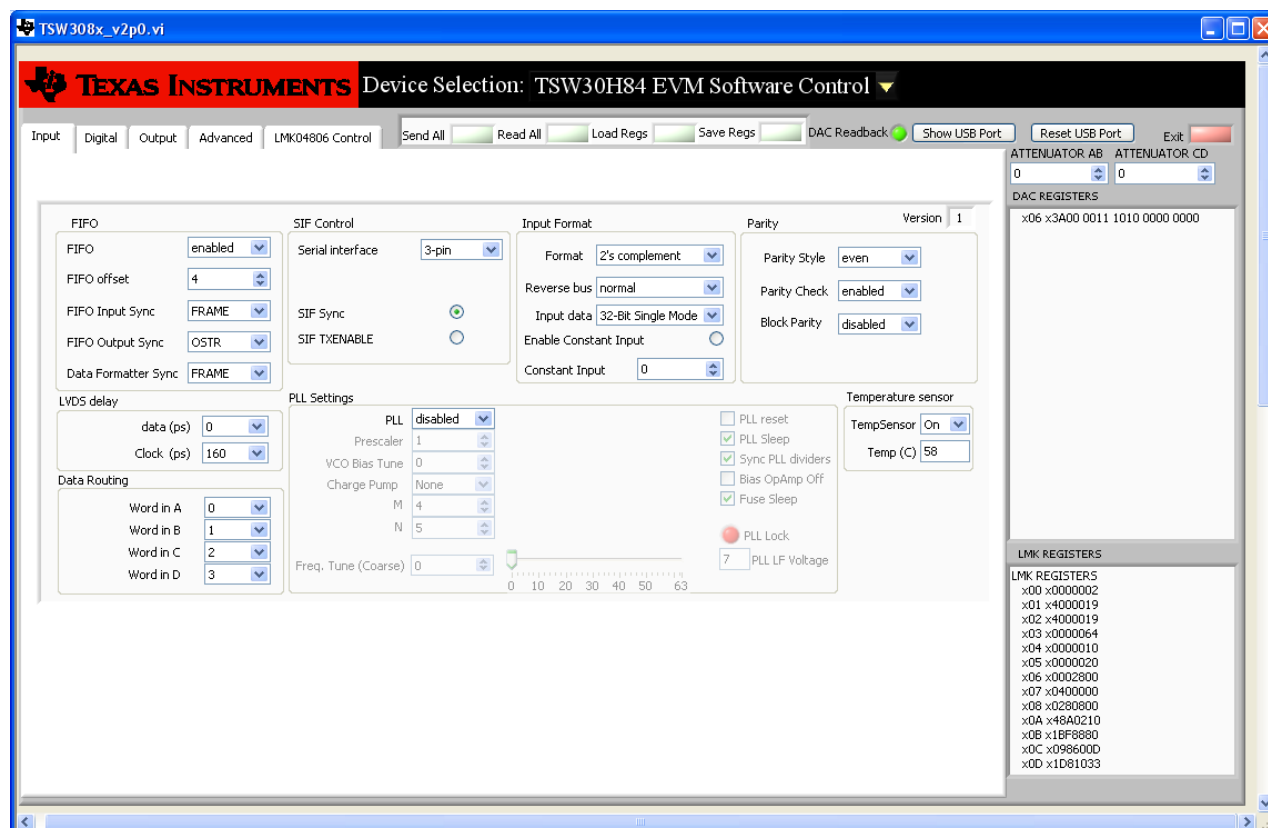 TSW308x_v2p0.vi
TEXAS INSTRUMENTS Device Selection: TSW30H84 EVM Software Control
Input Digital Output Advanced LMK04806 Control Send All Read All Load Regs Save Regs DAC Readback Show USB Port Reset USB Port Exit
ATTENUATOR AB ATTENUATOR CD
0 0
DAC REGISTERS
x06 x3A00 0011 1010 0000 0000
Version 1
FIFO
FIFO enabled
FIFO offset 4
FIFO Input Sync FRAME
FIFO Output Sync OSTR
Data Formatter Sync FRAME
SIF Control
Serial interface 3-pin
SIF Sync
SIF TXENABLE
Input Format
Format 2's complement
Reverse bus normal
Input data 32-Bit Single Mode
Enable Constant Input
Constant Input 0
Parity
Parity Style even
Parity Check enabled
Block Parity disabled
LVDS delay
data (ps) 0
Clock (ps) 160
Data Routing
Word in A 0
Word in B 1
Word in C 2
Word in D 3
PLL Settings
PLL disabled
Prescaler 1
VCO Bias Tune 0
Charge Pump None
M 4
N 5
Freq. Tune (Coarse) 0
0 10 20 30 40 50 63
PLL reset
PLL Sleep
Sync PLL dividers
Bias OpAmp Off
Fuse Sleep
PLL Lock
7 PLL LF Voltage
Temperature sensor
TempSensor On
Temp (C) 58
LMK REGISTERS
LMK REGISTERS
x00 x0000002
x01 x4000019
x02 x4000019
x03 x0000064
x04 x0000010
x05 x0000020
x06 x0002800
x07 x0400000
x08 x0280800
x0A x48A0210
x0B x1BF8880
x0C x098600D
x0D x1D81033